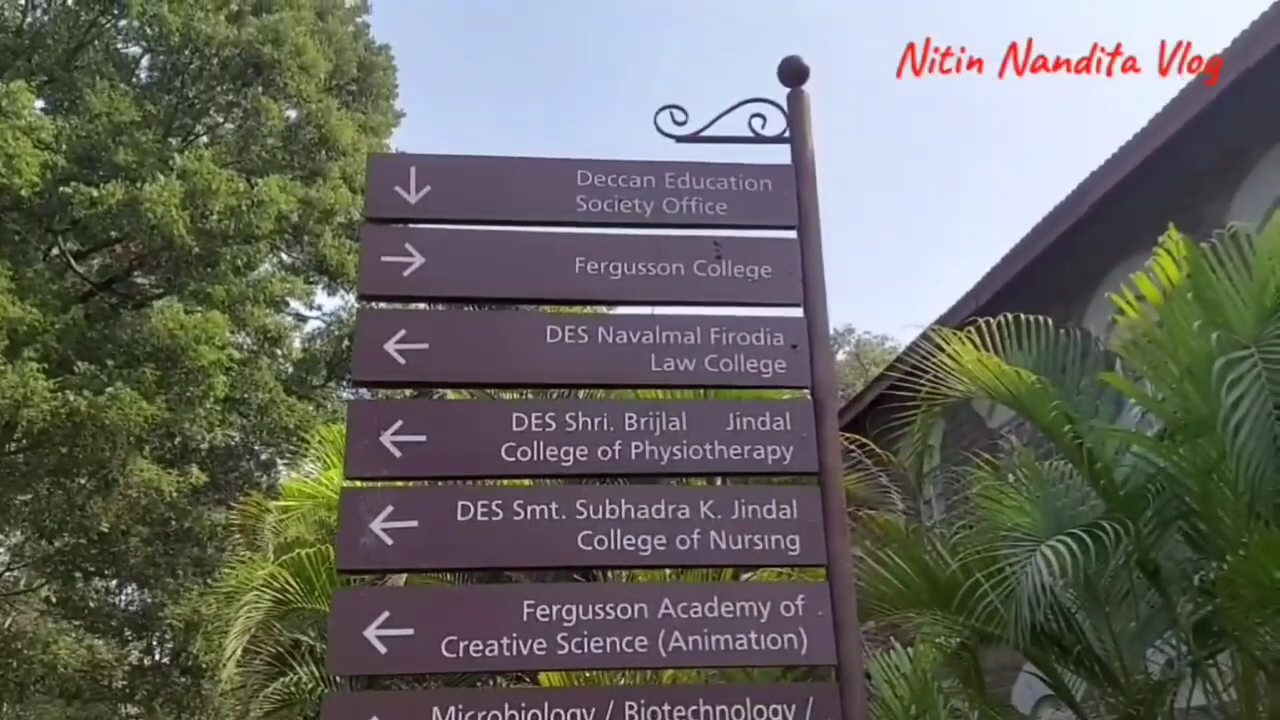 Nitin Nandita Vlog
Deccan Education
Society Office
Fergusson College
DES Navalmal Firodia
Law College
DES Shri. Brijlal Jindal
College of Physiotherapy
DES Smt. Subhadra K. Jindal
College of Nursing
Fergusson Academy of
Creative Science (Animation)
Microbiology / Biotechnology /